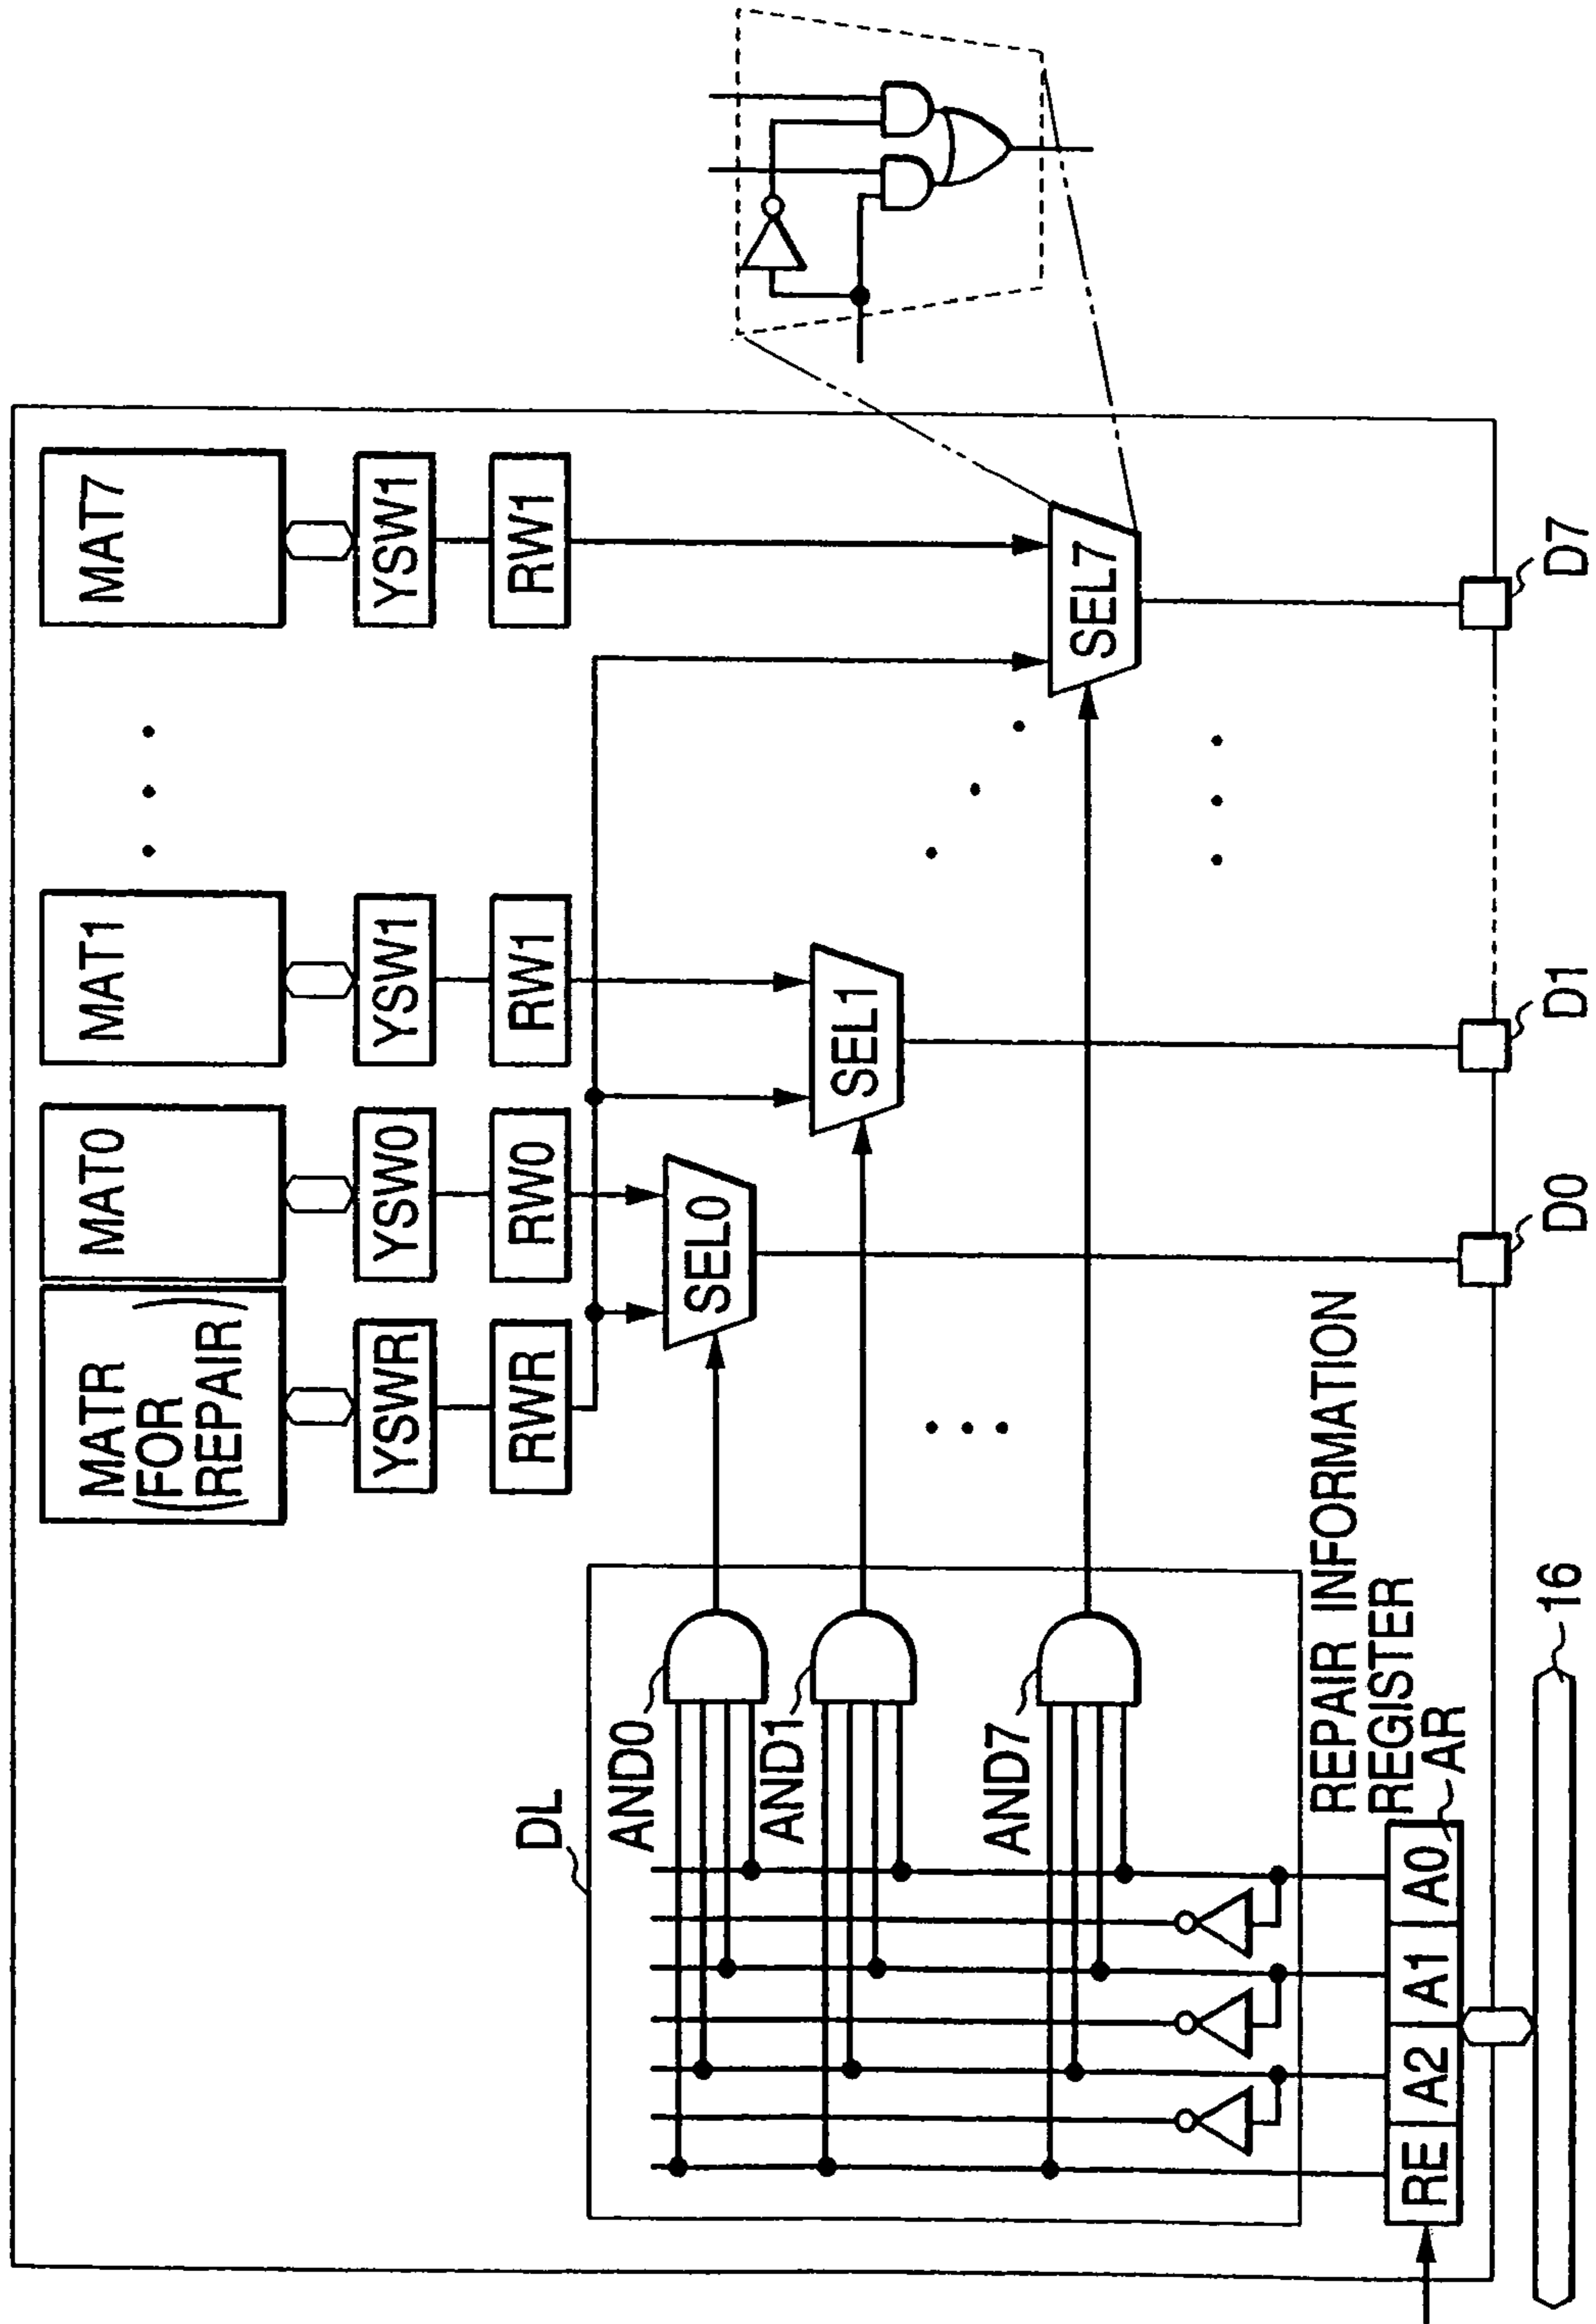 MATR
(FOR
REPAIR)
MAT0
MAT1
MAT7
YSWR
YSW0
YSW1
YSW1
RWR
RW0
RW1
RW1
DL
AND0
AND1
AND7
SEL0
SEL1
SEL7
REPAIR INFORMATION
REGISTER
AR
RE
A2
A1
A0
D0
D1
D7
16